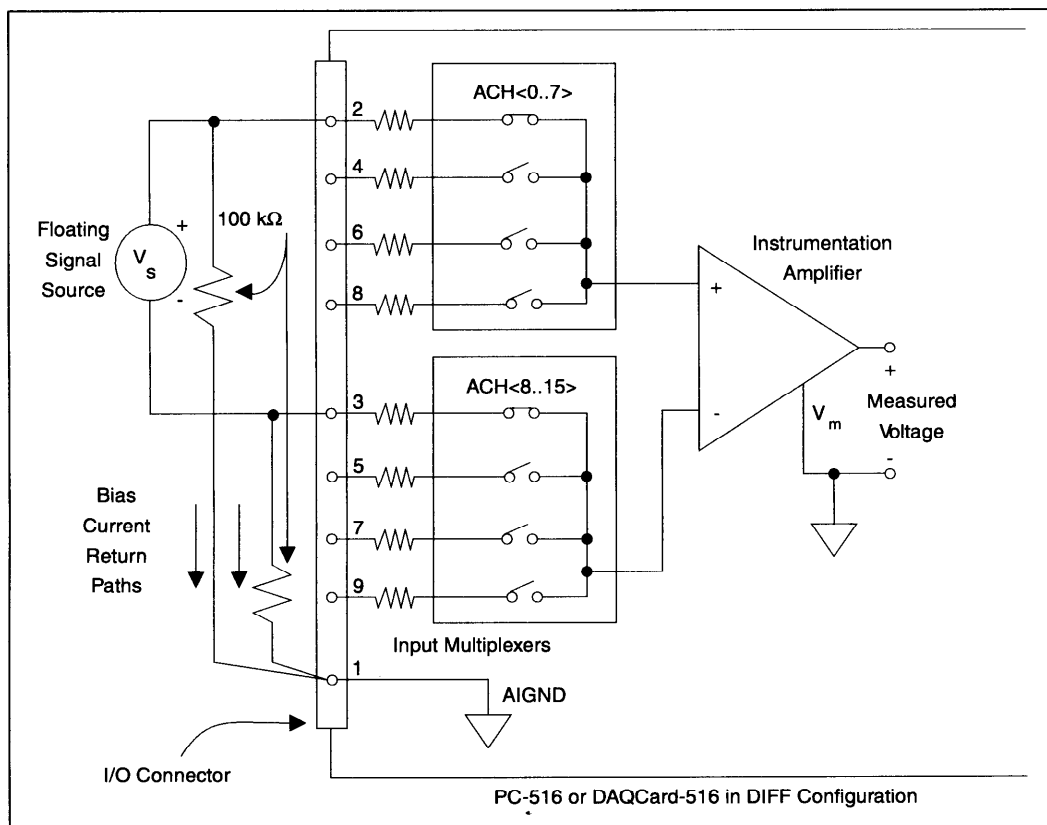 ACH<0..7>
2
4
6
8
100 kΩ
Floating
Signal
Source
+
V
s
-
Instrumentation
Amplifier
+
-
+
Measured
Voltage
-
V
m
ACH<8..15>
3
5
7
9
Bias
Current
Return
Paths
Input Multiplexers
1
AIGND
I/O Connector
PC-516 or DAQCard-516 in DIFF Configuration